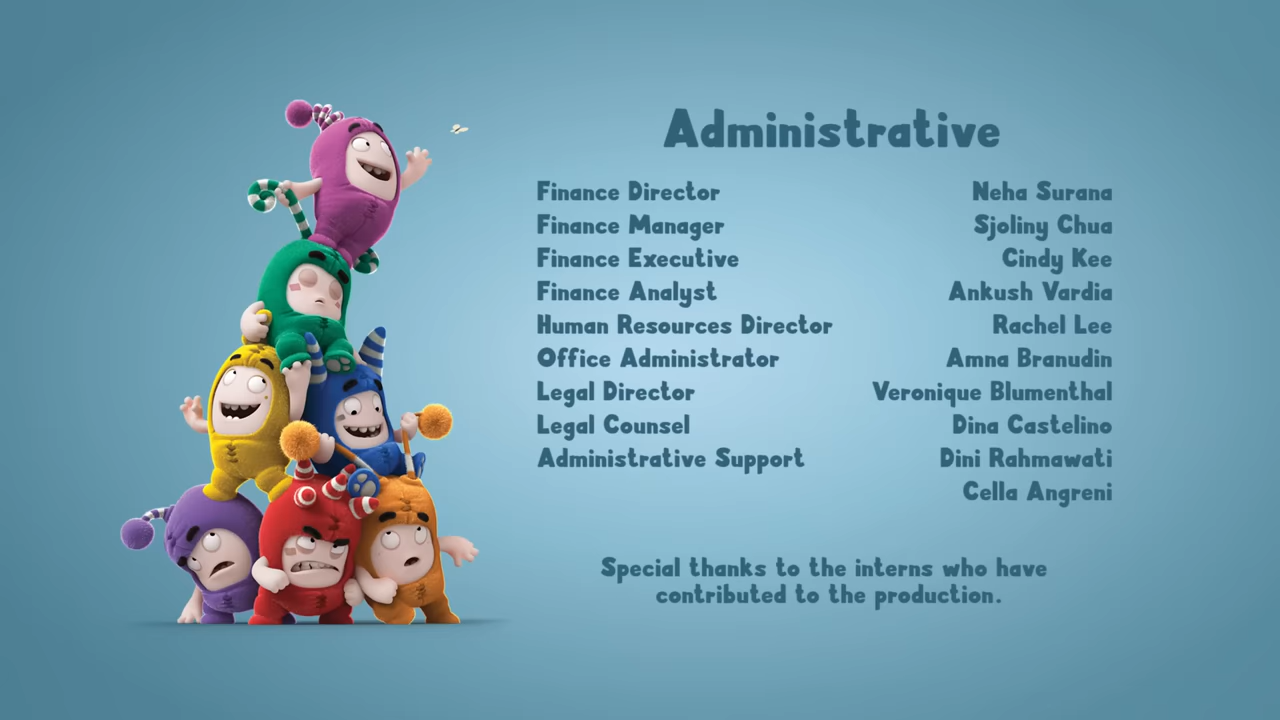 Administrative
Finance Director Neha Surana
Finance Manager Sjoliny Chua
Finance Executive Cindy Kee
Finance Analyst Ankush Vardia
Human Resources Director Rachel Lee
Office Administrator Amna Branudin
Legal Director Veronique Blumenthal
Legal Counsel Dina Castelino
Administrative Support Dini Rahmawati
Cella Angreni
Special thanks to the interns who have
contributed to the production.